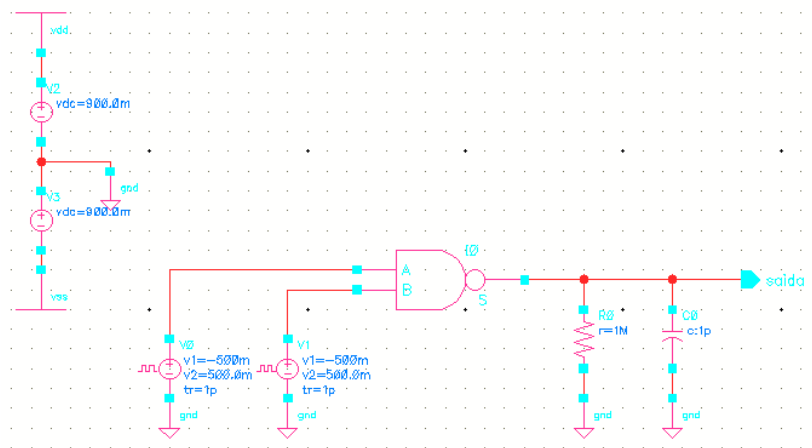 vdd
V2
vdc=900.0m
gnd
V3
vdc=900.0m
vss
I0
A
B
S
saida
R0
r=1M
C0
c:1p
V0
v1=-500m
v2=500.0m
tr=1p
V1
v1=-500m
v2=500.0m
tr=1p
gnd
gnd
gnd
gnd